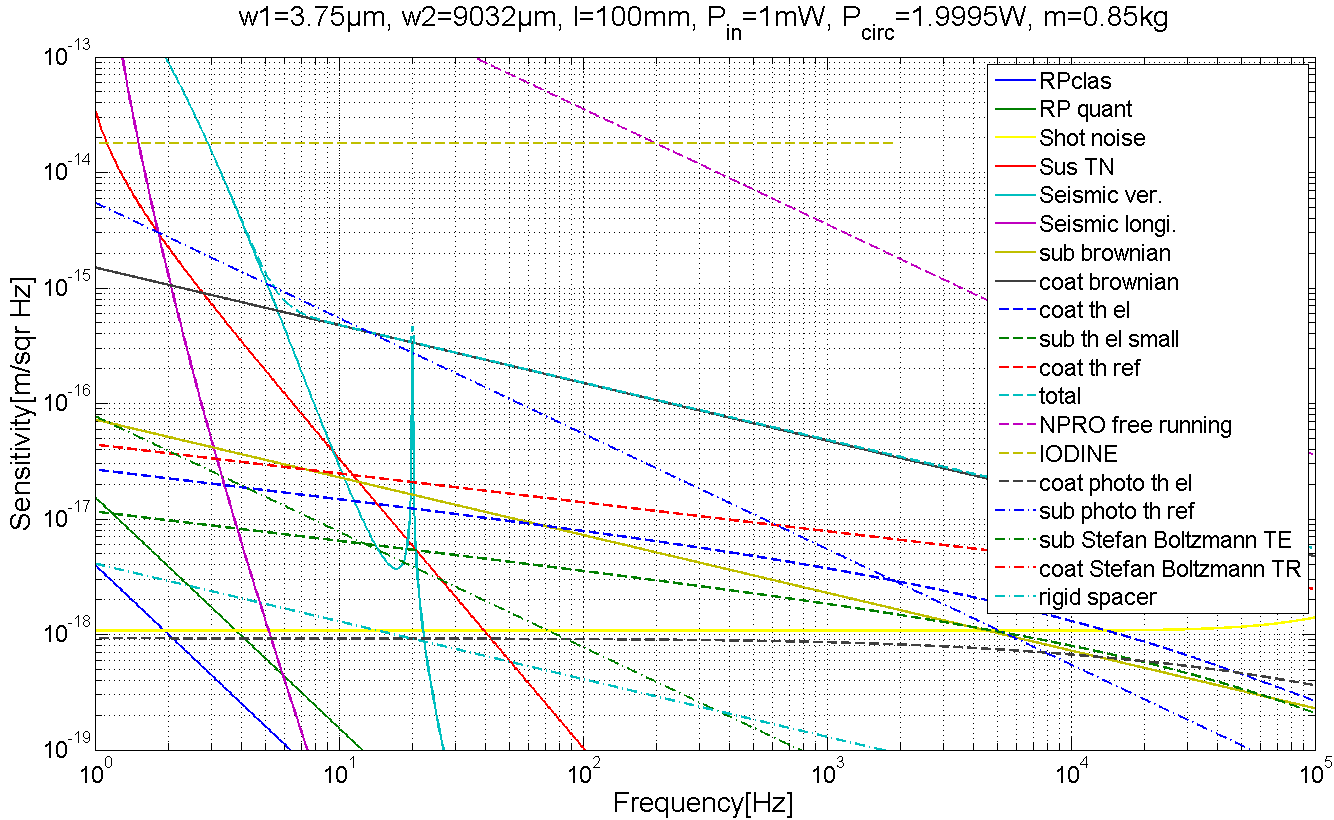 w1=3.75µm, w2=9032µm, l=100mm, P_in=1mW, P_circ=1.9995W, m=0.85kg
10^-13
10^-14
10^-15
10^-16
10^-17
10^-18
10^-19
Sensitivity[m/sqr Hz]
RPclas
RP quant
Shot noise
Sus TN
Seismic ver.
Seismic longi.
sub brownian
coat brownian
coat th el
sub th el small
coat th ref
total
NPRO free running
IODINE
coat photo th el
sub photo th ref
sub Stefan Boltzmann TE
coat Stefan Boltzmann TR
rigid spacer
10^0 10^1 10^2 10^3 10^4 10^5
Frequency[Hz]